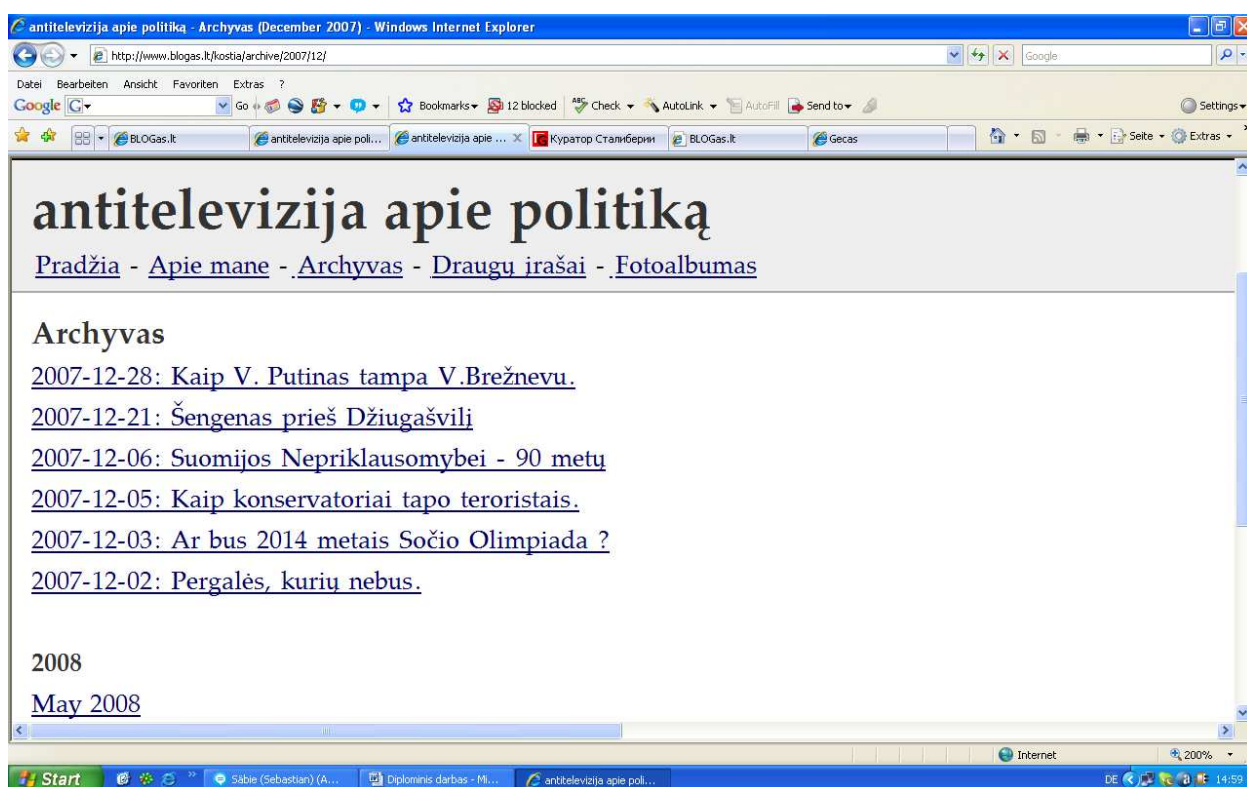 antitelevizija apie politiką - Archyvas (December 2007) - Windows Internet Explorer
http://www.blogas.lt/kostia/archive/2007/12/ Google
Datei Bearbeiten Ansicht Favoriten Extras ?
Google G Go Bookmarks 12 blocked Check AutoLink AutoFill Send to Settings
BLOGas.lt antitelevizija apie poli... antitelevizija apie ... X Куратор Сталиберии BLOGas.lt Gecas Seite Extras
antitelevizija apie politiką
Pradžia - Apie mane - Archyvas - Draugų įrašai - Fotoalbumas
Archyvas
2007-12-28: Kaip V. Putinas tampa V.Brežnevu.
2007-12-21: Šengenas prieš Džiugašvilį
2007-12-06: Suomijos Nepriklausomybei - 90 metų
2007-12-05: Kaip konservatoriai tapo teroristais.
2007-12-03: Ar bus 2014 metais Sočio Olimpiada ?
2007-12-02: Pergalės, kurių nebus.
2008
May 2008
Internet 200%
Start Säbie (Sebastian) (A... Diplominis darbas - Mi... antitelevizija apie poli... DE 14:59